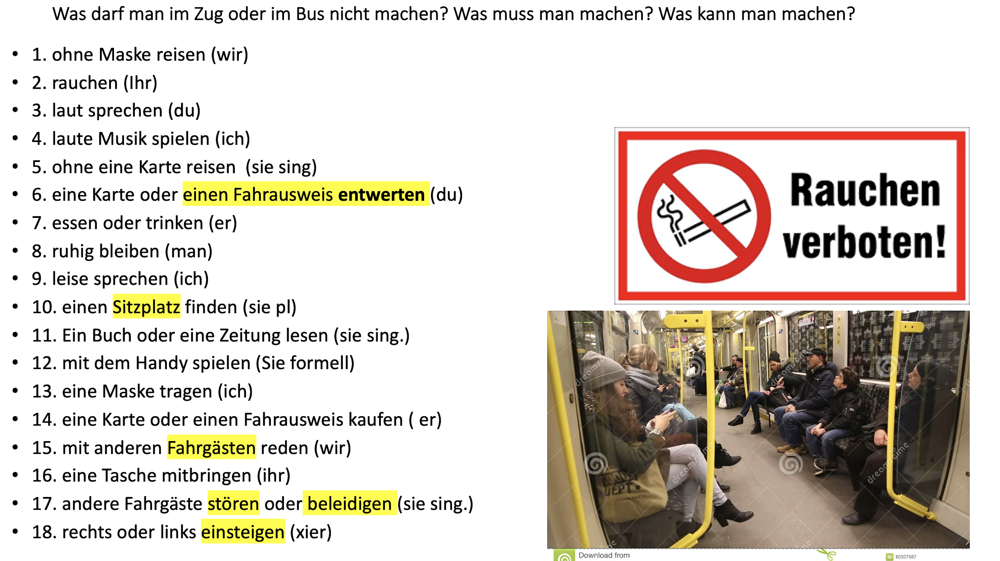 Was darf man im Zug oder im Bus nicht machen? Was muss man machen? Was kann man machen?
• 1. ohne Maske reisen (wir)
• 2. rauchen (Ihr)
• 3. laut sprechen (du)
• 4. laute Musik spielen (ich)
• 5. ohne eine Karte reisen (sie sing)
• 6. eine Karte oder einen Fahrausweis entwerten (du)
• 7. essen oder trinken (er)
• 8. ruhig bleiben (man)
• 9. leise sprechen (ich)
• 10. einen Sitzplatz finden (sie pl)
• 11. Ein Buch oder eine Zeitung lesen (sie sing.)
• 12. mit dem Handy spielen (Sie formell)
• 13. eine Maske tragen (ich)
• 14. eine Karte oder einen Fahrausweis kaufen ( er)
• 15. mit anderen Fahrgästen reden (wir)
• 16. eine Tasche mitbringen (ihr)
• 17. andere Fahrgäste stören oder beleidigen (sie sing.)
• 18. rechts oder links einsteigen (xier)
Rauchen
verboten!
dreamstime
dreamstime
dreamstime
dreamstime
Download from
ID 80307987